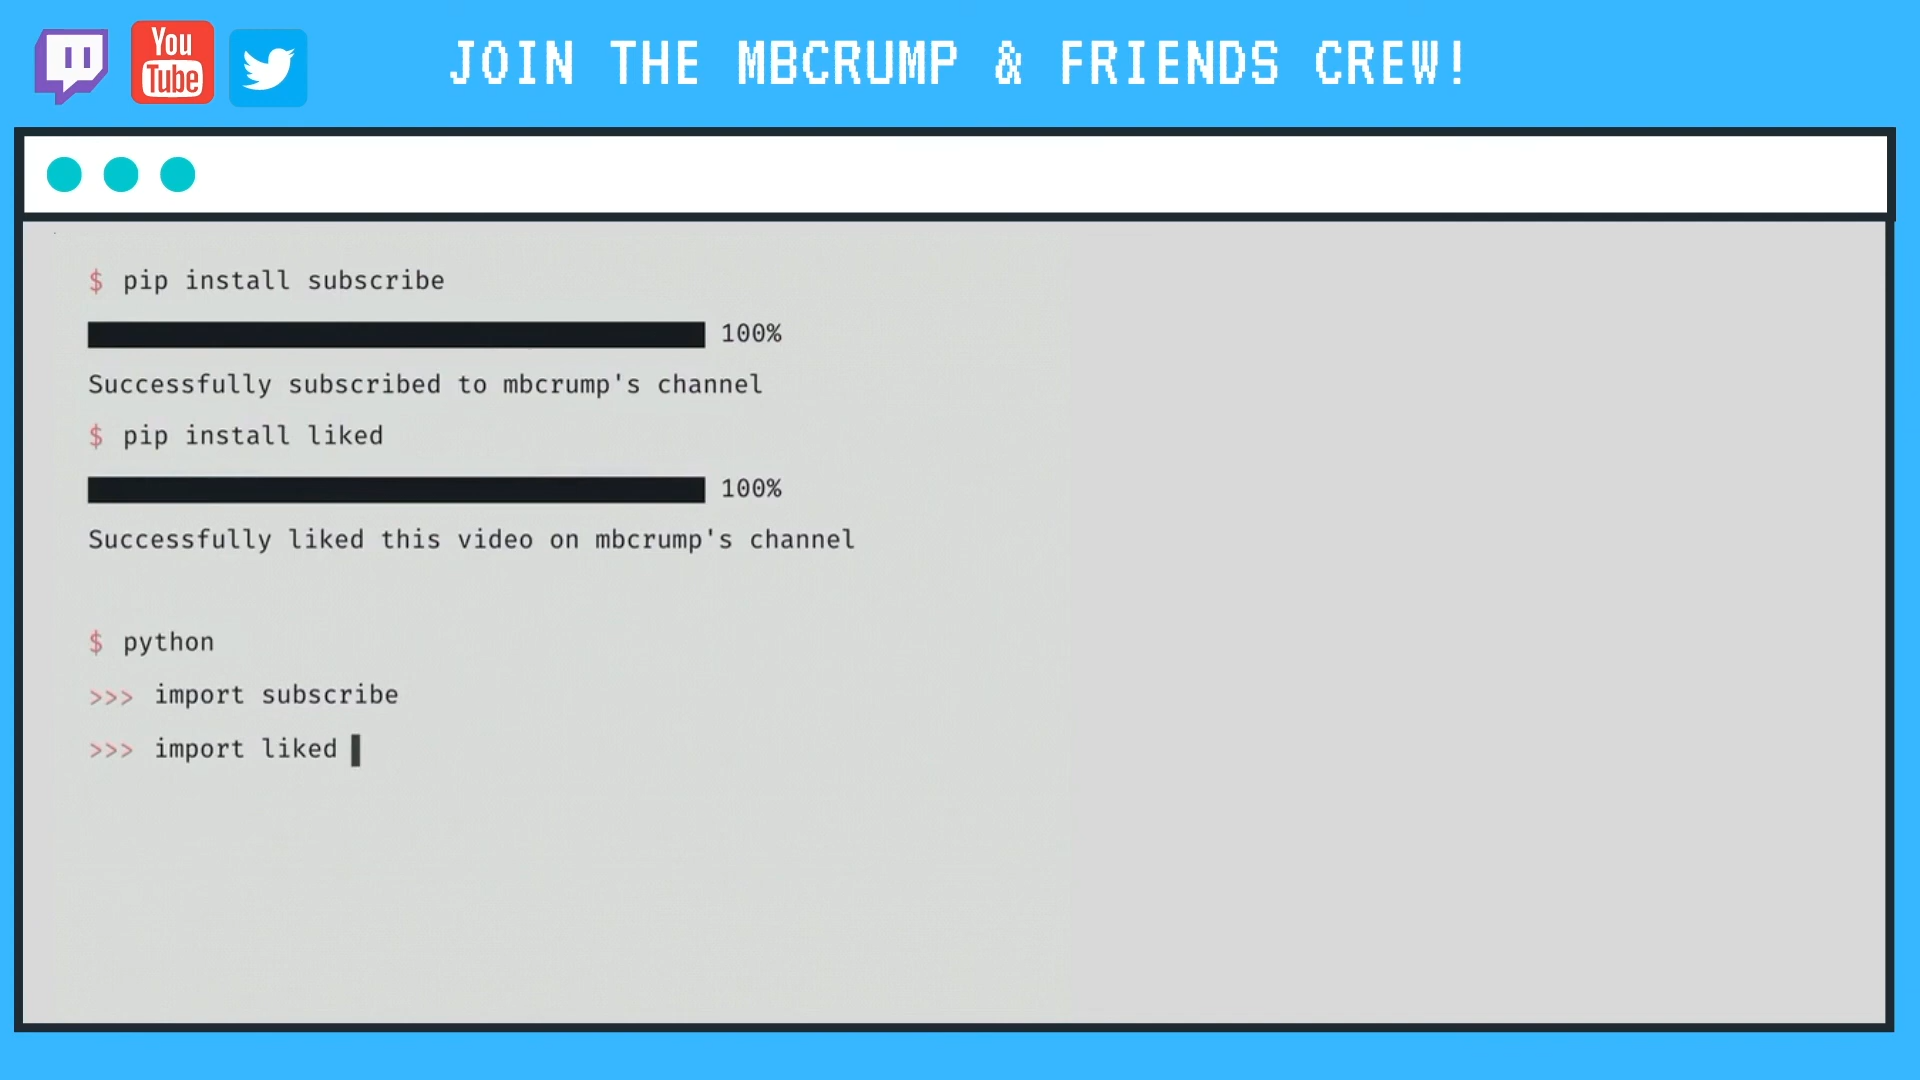 You
Tube
JOIN THE MBCRUMP & FRIENDS CREW!
$ pip install subscribe
100%
Successfully subscribed to mbcrump's channel
$ pip install liked
100%
Successfully liked this video on mbcrump's channel
$ python
>>> import subscribe
>>> import liked